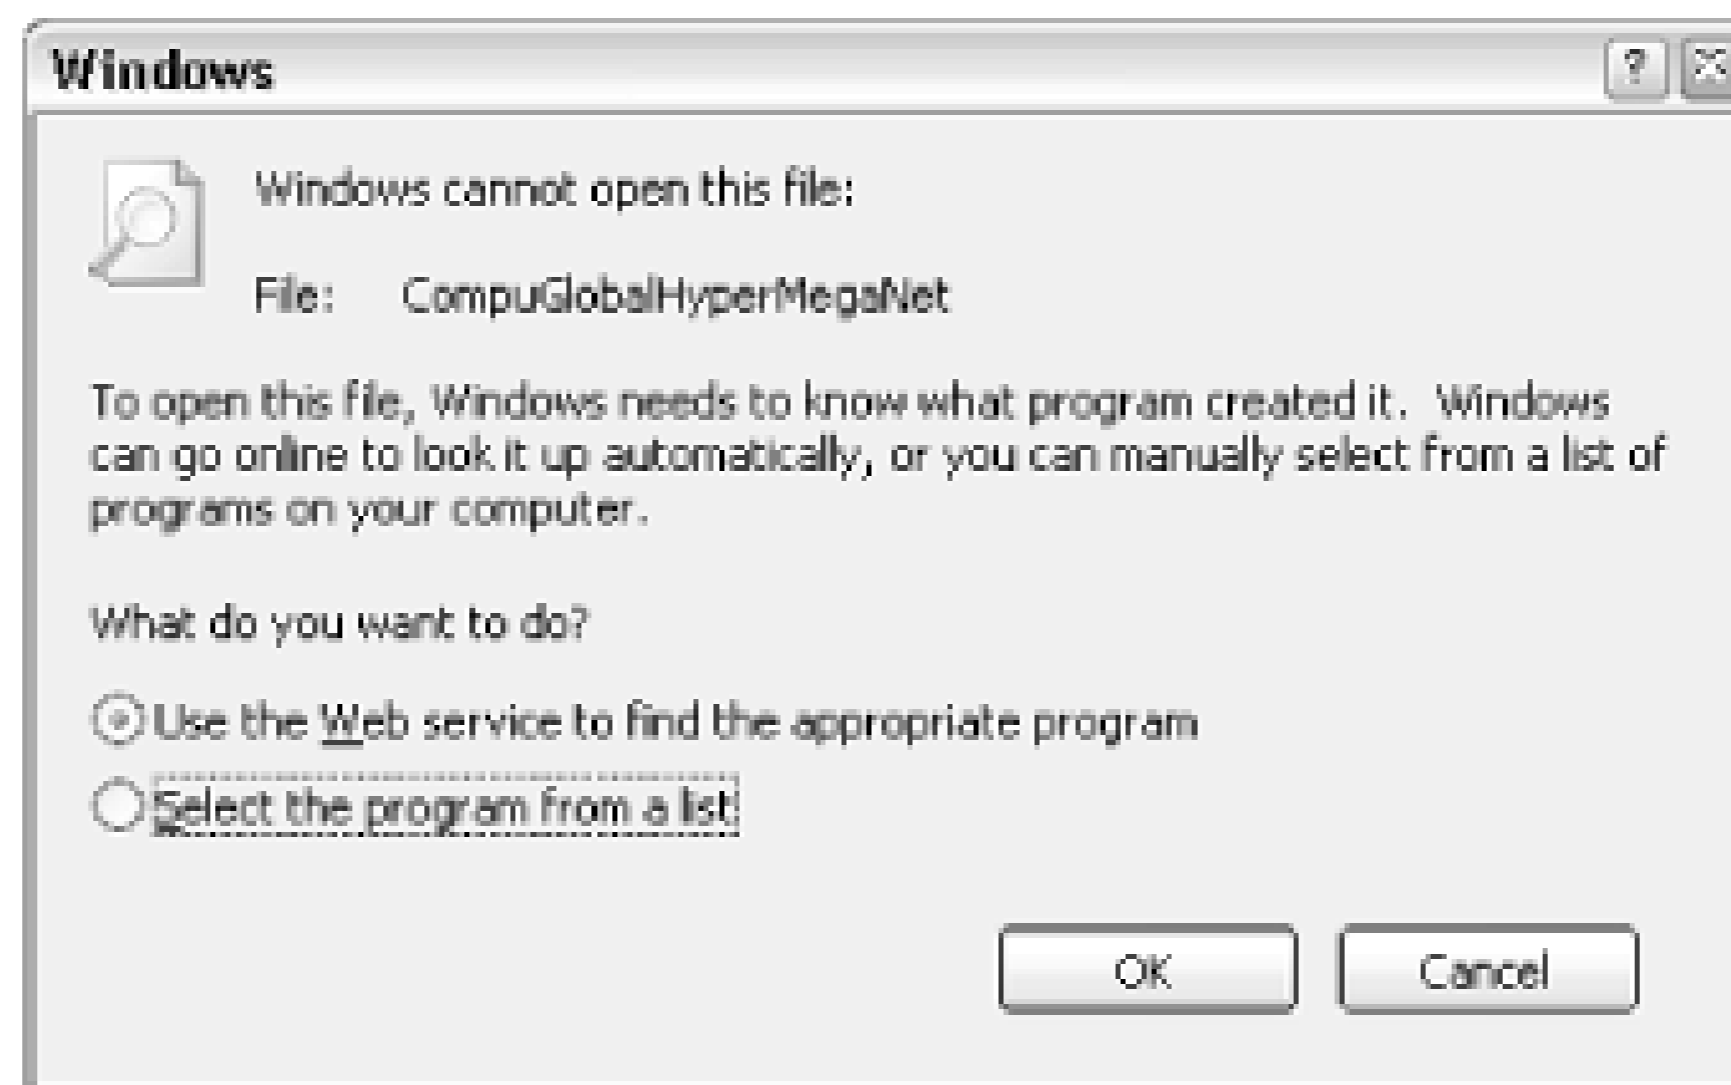 Windows
?
Windows cannot open this file:
File: CompuGlobalHyperMegaNet
To open this file, Windows needs to know what program created it. Windows
can go online to look it up automatically, or you can manually select from a list of
programs on your computer.
What do you want to do?
Use the Web service to find the appropriate program
Select the program from a list
OK Cancel